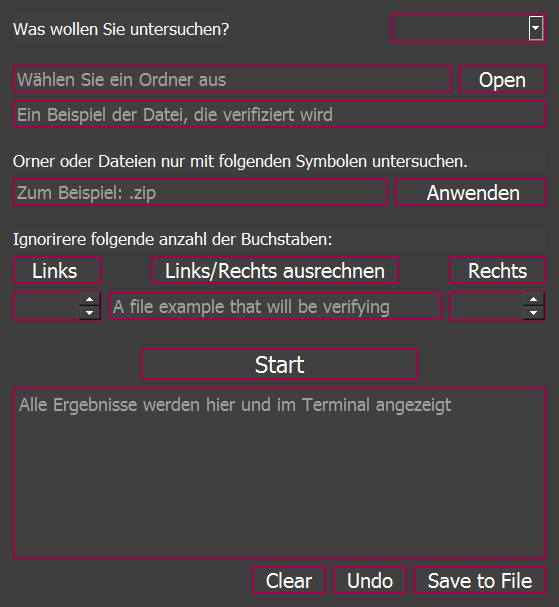 Was wollen Sie untersuchen?
Wählen Sie ein Ordner aus
Open
Ein Beispiel der Datei, die verifiziert wird
Orner oder Dateien nur mit folgenden Symbolen untersuchen.
Zum Beispiel: .zip
Anwenden
Ignorirere folgende anzahl der Buchstaben:
Links
Links/Rechts ausrechnen
Rechts
A file example that will be verifying
Start
Alle Ergebnisse werden hier und im Terminal angezeigt
Clear
Undo
Save to File